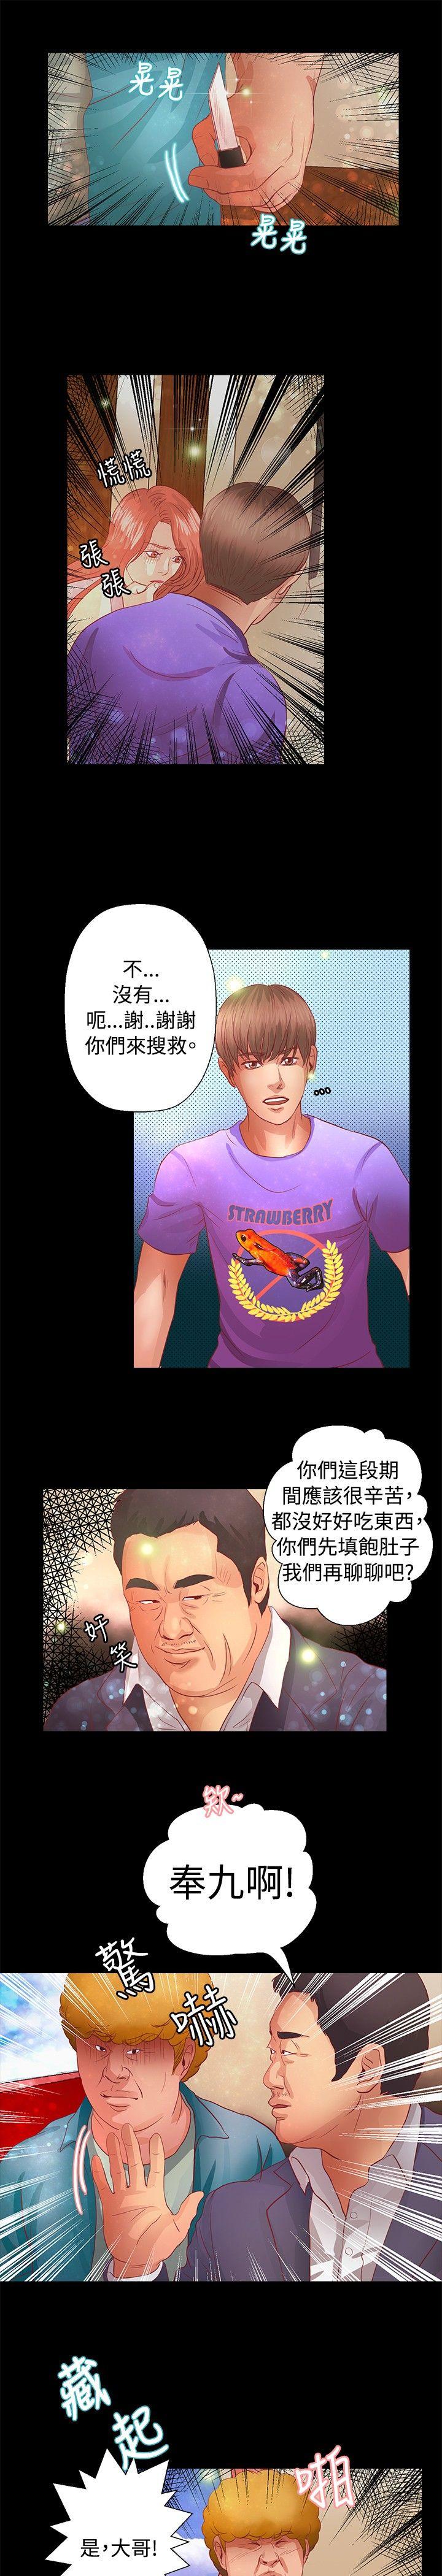 晃晃
晃晃
慌慌
張
張
不…
沒有…
呃…謝..謝謝
你們來搜救。
STRAWBERRY
你們這段期
間應該很辛苦,
都沒好好吃東西,
你們先填飽肚子
我們再聊聊吧?
奸
笑
欸~
奉九啊!
驚
嚇
藏
起
啪
是,大哥!